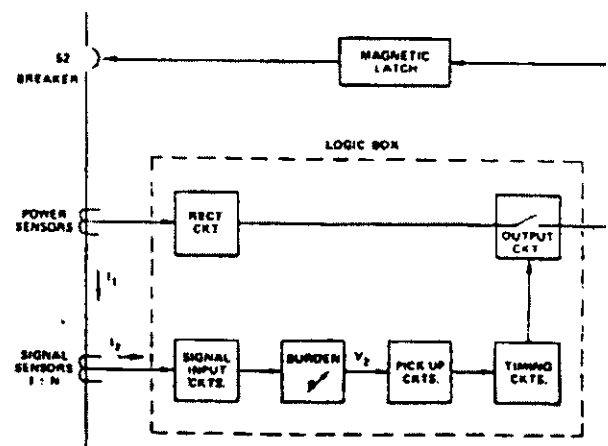 52
BREAKER
MAGNETIC
LATCH
LOGIC BOX
POWER
SENSORS
RECT
CKT
OUTPUT
CKT
I₁
I₂
SIGNAL
SENSORS
1 : N
SIGNAL
INPUT
CKTS.
BURDEN
V₂
PICK UP
CKTS.
TIMING
CKTS.